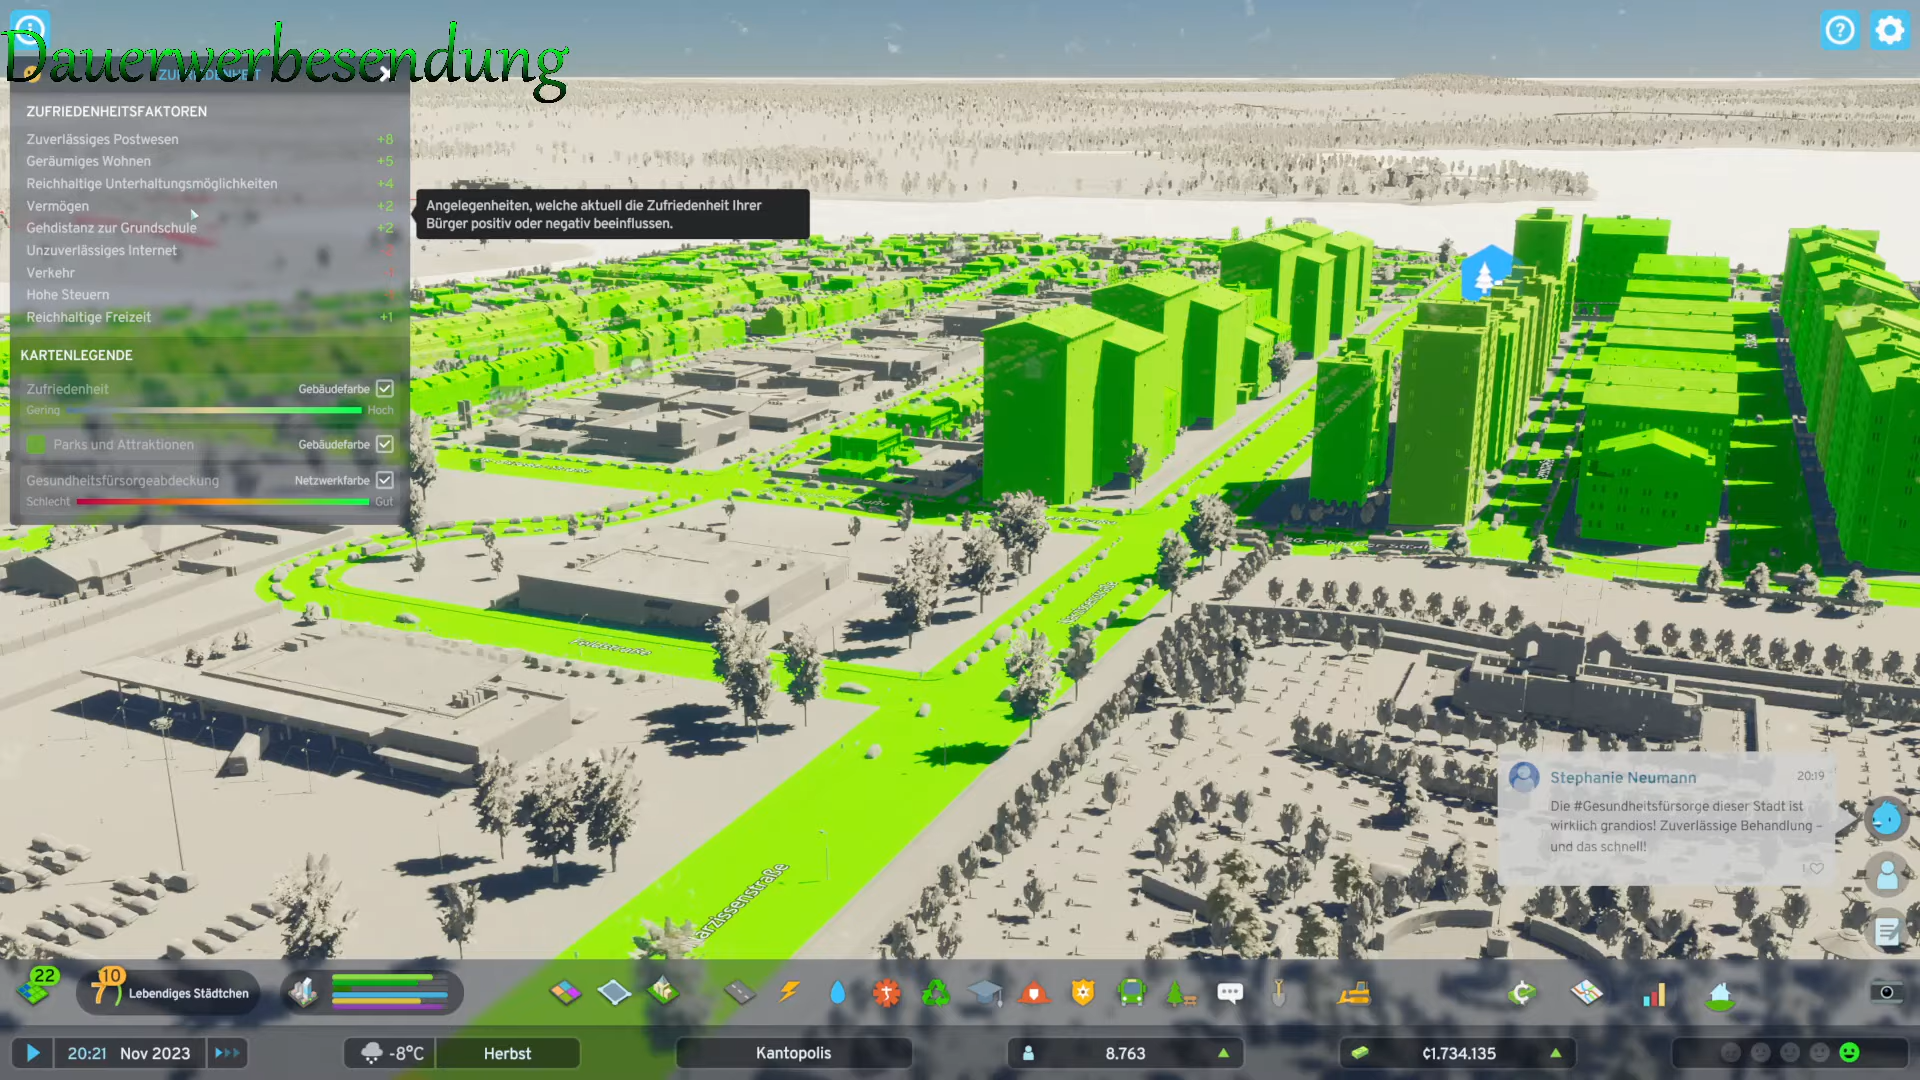 Dauerwerbesendung
ZUFRIEDENHEIT
ZUFRIEDENHEITSFAKTOREN
Zuverlässiges Postwesen +8
Geräumiges Wohnen +5
Reichhaltige Unterhaltungsmöglichkeiten +4
Vermögen +2
Gehdistanz zur Grundschule +2
Unzuverlässiges Internet
Verkehr -1
Hohe Steuern
Reichhaltige Freizeit +1
Angelegenheiten, welche aktuell die Zufriedenheit Ihrer
Bürger positiv oder negativ beeinflussen.
KARTENLEGENDE
Zufriedenheit Gebäudefarbe
Gering Hoch
Parks und Attraktionen Gebäudefarbe
Gesundheitsfürsorgeabdeckung Netzwerkfarbe
Schlecht Gut
Narzissenstraße
Stephanie Neumann 20:19
Die #Gesundheitsfürsorge dieser Stadt ist
wirklich grandios! Zuverlässige Behandlung –
und das schnell!
1
22
10
Lebendiges Städtchen
20:21 Nov 2023
-8°C
Herbst
Kantopolis
8.763
¢1.734.135